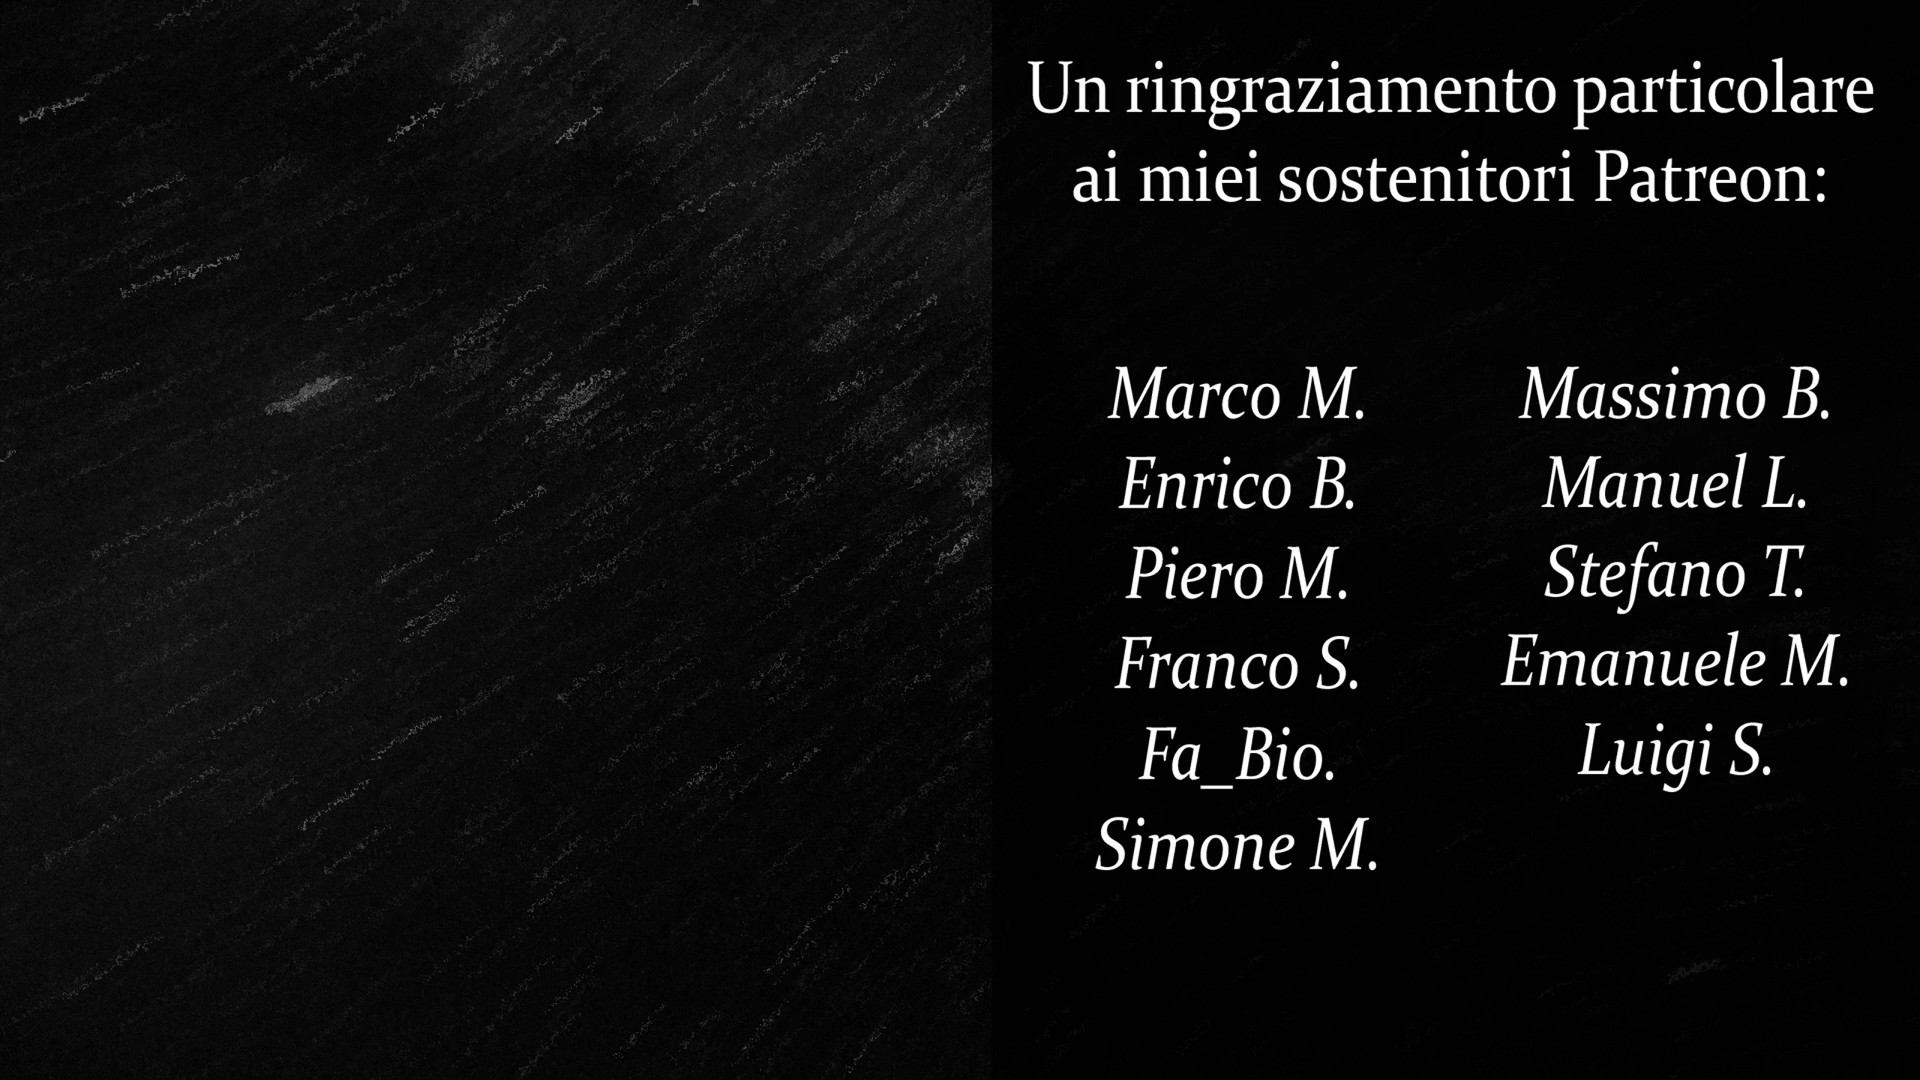 Un ringraziamento particolare
ai miei sostenitori Patreon:
Marco M.
Enrico B.
Piero M.
Franco S.
Fa_Bio.
Simone M.
Massimo B.
Manuel L.
Stefano T.
Emanuele M.
Luigi S.